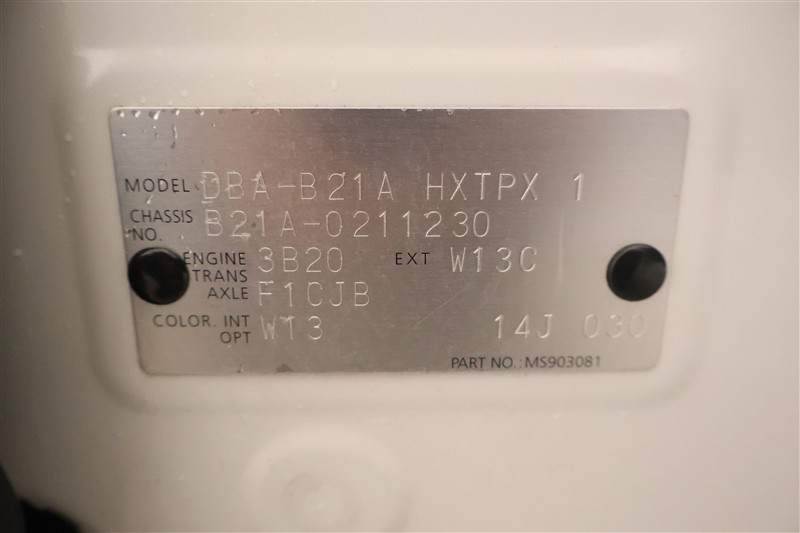 MODEL DBA-B21A HXTPX 1
CHASSIS NO. B21A-0211230
ENGINE 3B20 EXT W13C
TRANS AXLE F1CJB
COLOR. INT OPT W13 14J 030
PART NO.: MS903081